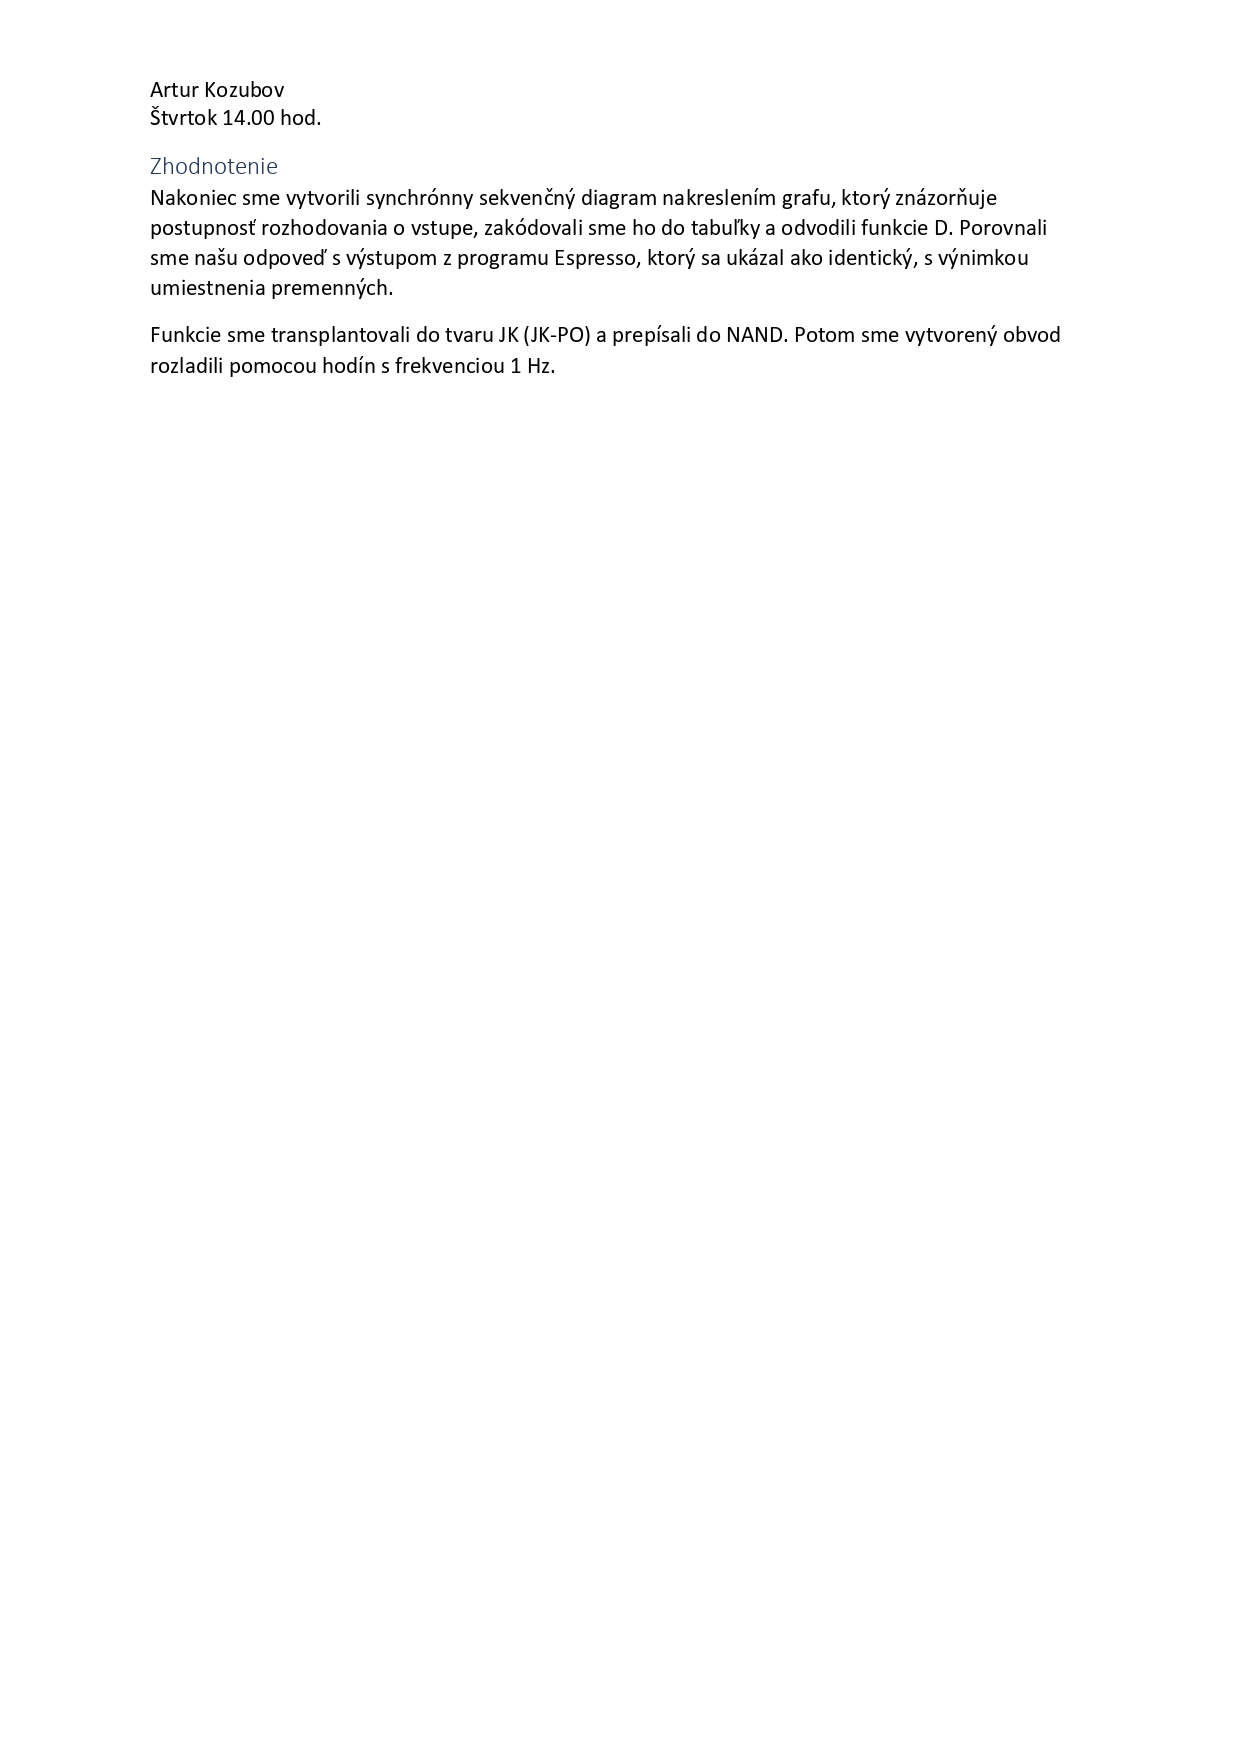 Artur Kozubov
Štvrtok 14.00 hod.
Zhodnotenie
Nakoniec sme vytvorili synchrónny sekvenčný diagram nakreslením grafu, ktorý znázorňuje
postupnosť rozhodovania o vstupe, zakódovali sme ho do tabuľky a odvodili funkcie D. Porovnali
sme našu odpoveď s výstupom z programu Espresso, ktorý sa ukázal ako identický, s výnimkou
umiestnenia premenných.
Funkcie sme transplantovali do tvaru JK (JK-PO) a prepísali do NAND. Potom sme vytvorený obvod
rozladili pomocou hodín s frekvenciou 1 Hz.